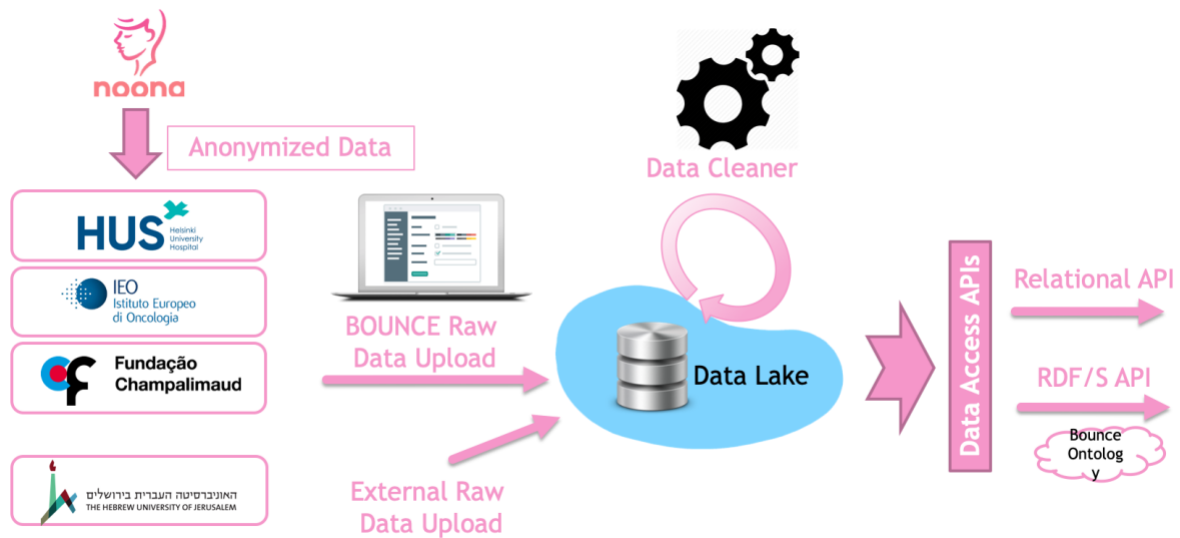 noona
Anonymized Data
HUS
Helsinki
University
Hospital
IEO
Istituto Europeo
di Oncologia
Fundação
Champalimaud
האוניברסיטה העברית בירושלים
THE HEBREW UNIVERSITY OF JERUSALEM
BOUNCE Raw
Data Upload
External Raw
Data Upload
Data Cleaner
Data Lake
Data Access APIs
Relational API
RDF/S API
Bounce
Ontolog
y